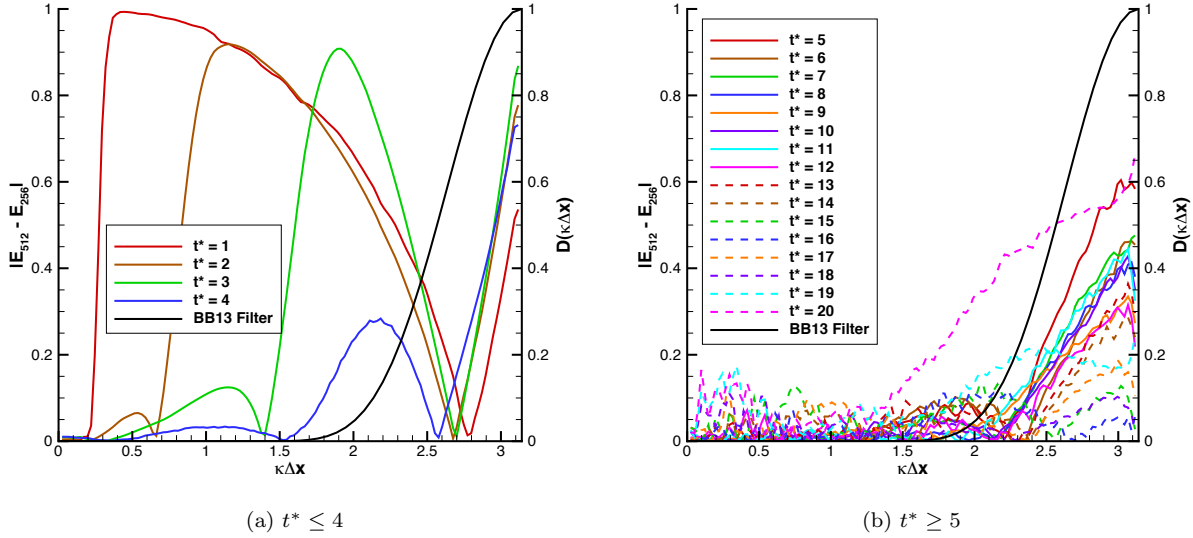 |E512 - E256|
1
0.8
0.6
0.4
0.2
0
0 0.5 1 1.5 2 2.5 3
κΔx
D(κΔx)
1
0.8
0.6
0.4
0.2
0
t* = 1
t* = 2
t* = 3
t* = 4
BB13 Filter
(a) t* ≤ 4
|E512 - E256|
1
0.8
0.6
0.4
0.2
0
0 0.5 1 1.5 2 2.5 3
κΔx
D(κΔx)
1
0.8
0.6
0.4
0.2
0
t* = 5
t* = 6
t* = 7
t* = 8
t* = 9
t* = 10
t* = 11
t* = 12
t* = 13
t* = 14
t* = 15
t* = 16
t* = 17
t* = 18
t* = 19
t* = 20
BB13 Filter
(b) t* ≥ 5